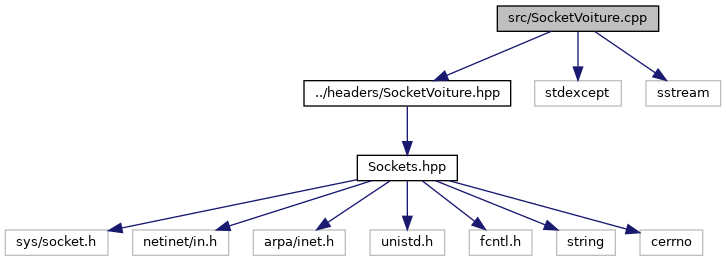 src/SocketVoiture.cpp
../headers/SocketVoiture.hpp
stdexcept
sstream
Sockets.hpp
sys/socket.h
netinet/in.h
arpa/inet.h
unistd.h
fcntl.h
string
cerrno